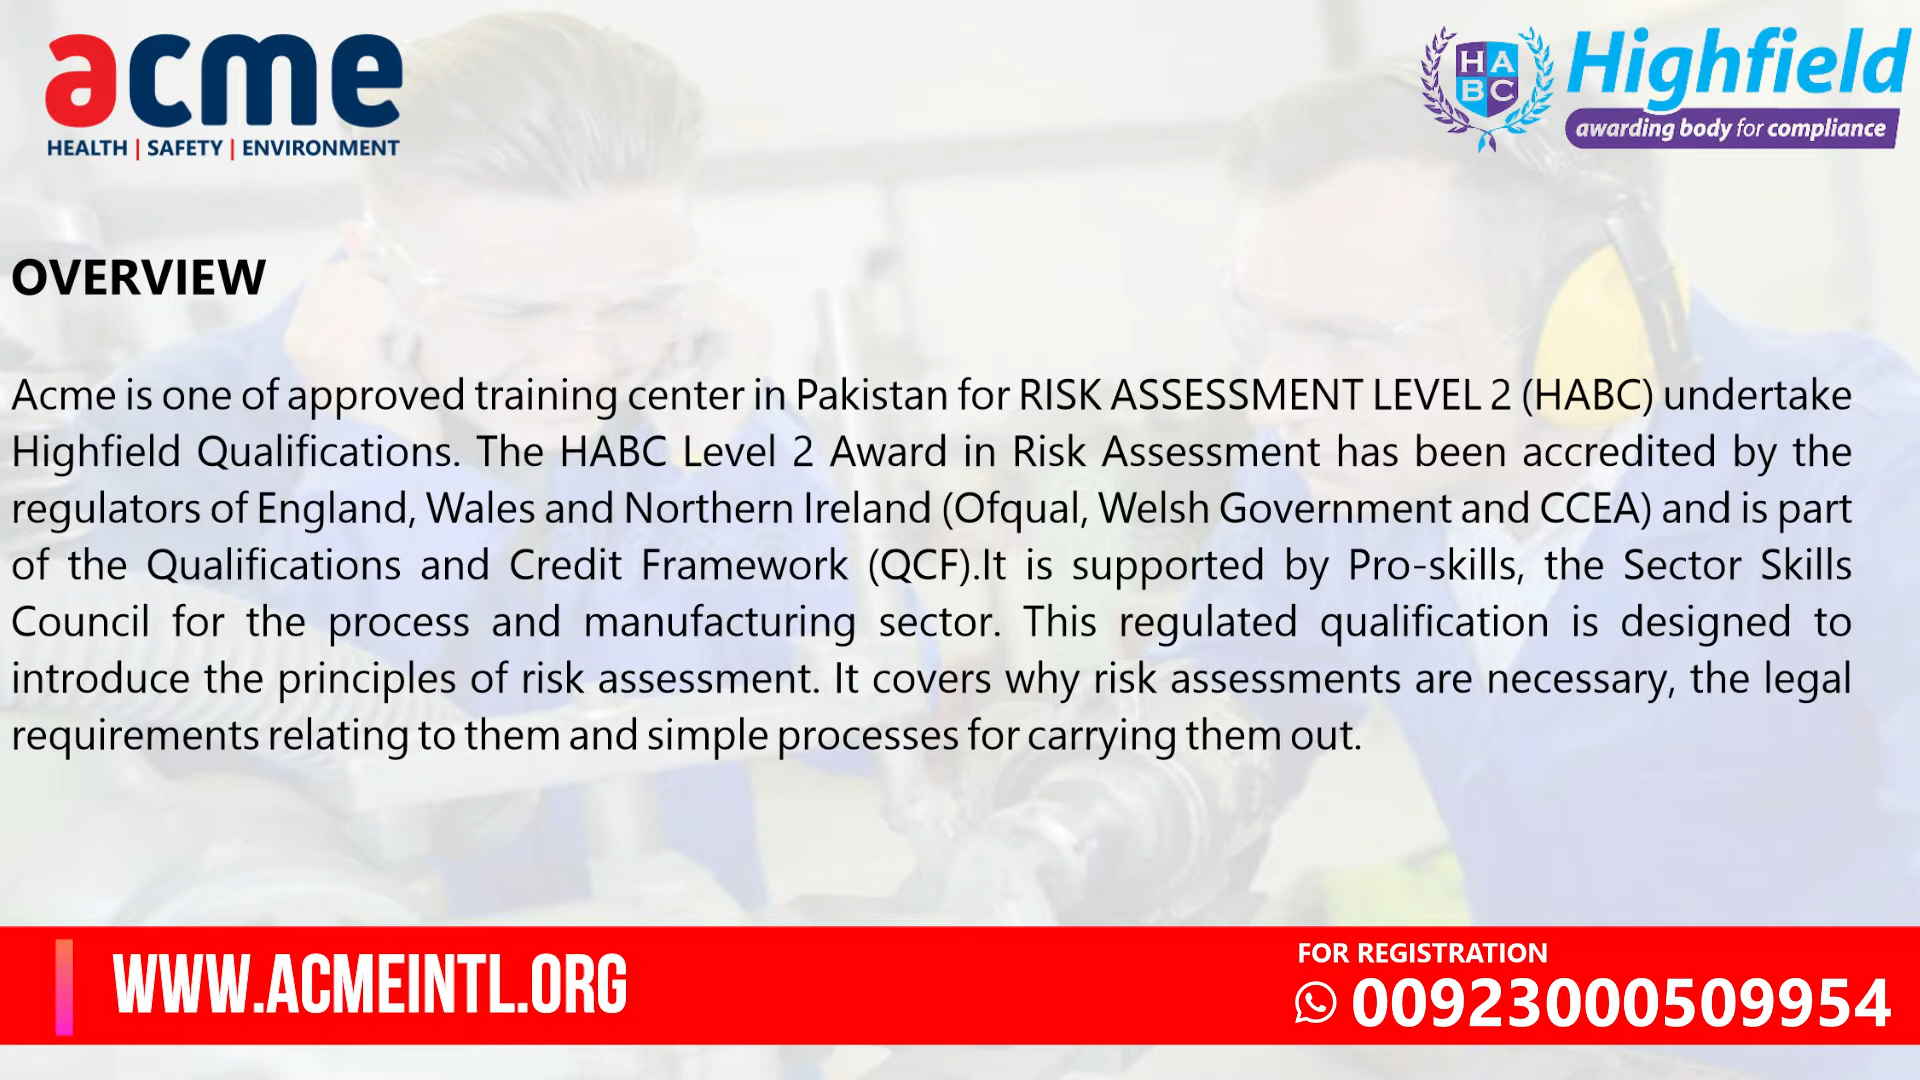 acme
HEALTH | SAFETY | ENVIRONMENT
HABC
Highfield
awarding body for compliance
OVERVIEW
Acme is one of approved training center in Pakistan for RISK ASSESSMENT LEVEL 2 (HABC) undertake
Highfield Qualifications. The HABC Level 2 Award in Risk Assessment has been accredited by the
regulators of England, Wales and Northern Ireland (Ofqual, Welsh Government and CCEA) and is part
of the Qualifications and Credit Framework (QCF).It is supported by Pro-skills, the Sector Skills
Council for the process and manufacturing sector. This regulated qualification is designed to
introduce the principles of risk assessment. It covers why risk assessments are necessary, the legal
requirements relating to them and simple processes for carrying them out.
WWW.ACMEINTL.ORG
FOR REGISTRATION
00923000509954